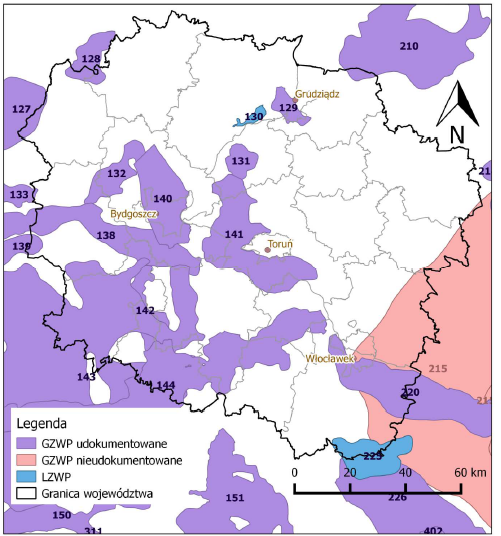 210
128
127
Grudziądz
129
130
N
131
132
21
133
140
Bydgoszcz
138
141
139
Toruń
142
Włocławek
215
143
144
220
21
Legenda
GZWP udokumentowane
GZWP nieudokumentowane
LZWP
Granica województwa
225
0 20 40 60 km
151
226
150
311
402